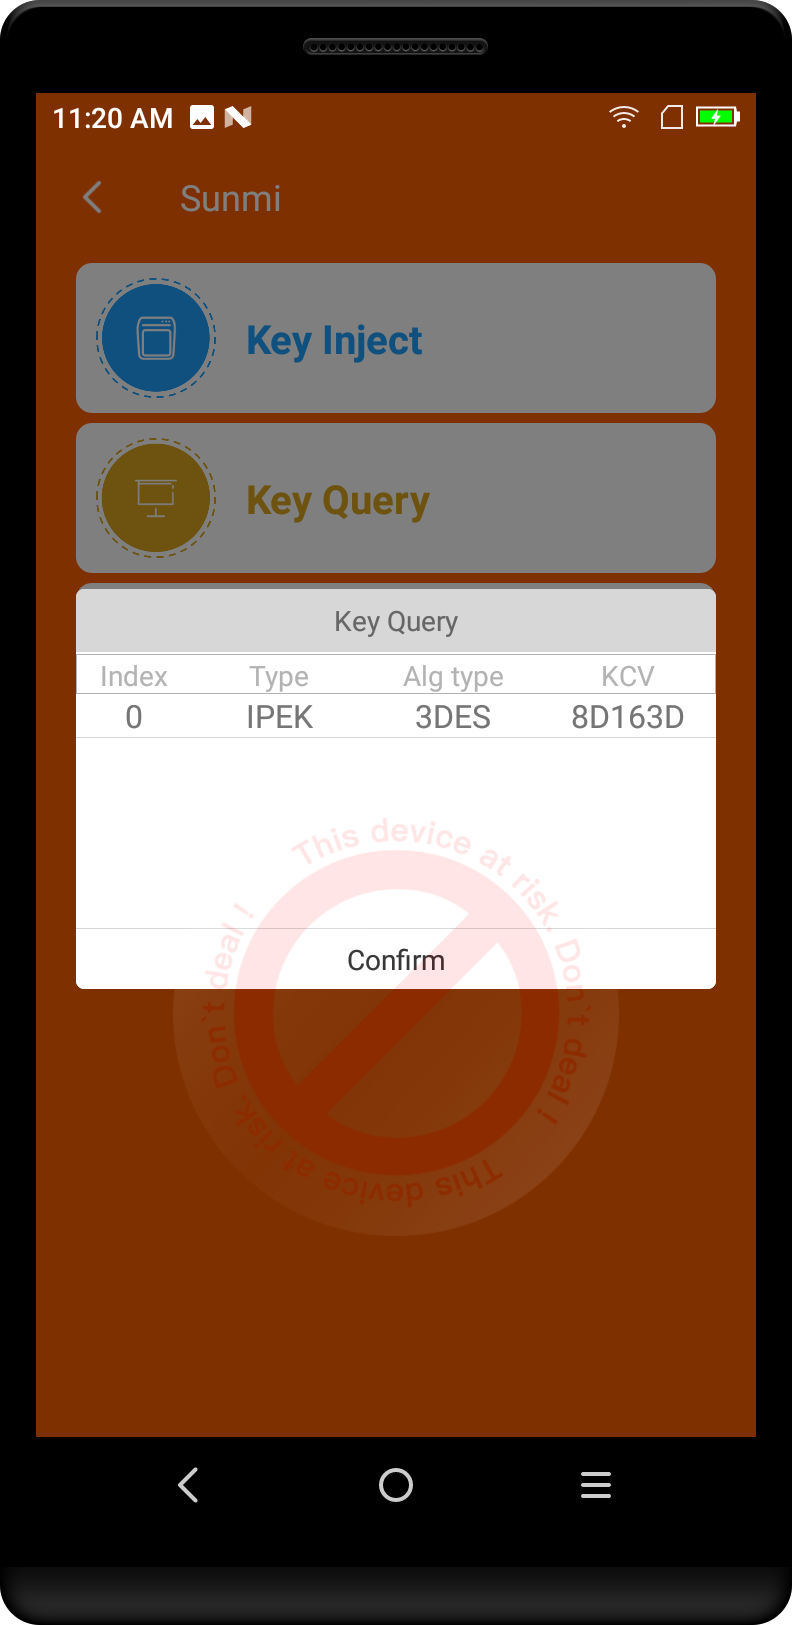 11:20 AM
Sunmi
Key Inject
Key Query
Key Query
Index Type Alg type KCV
0 IPEK 3DES 8D163D
This device at risk. Don`t deal !
This device at risk. Don`t deal !
Confirm